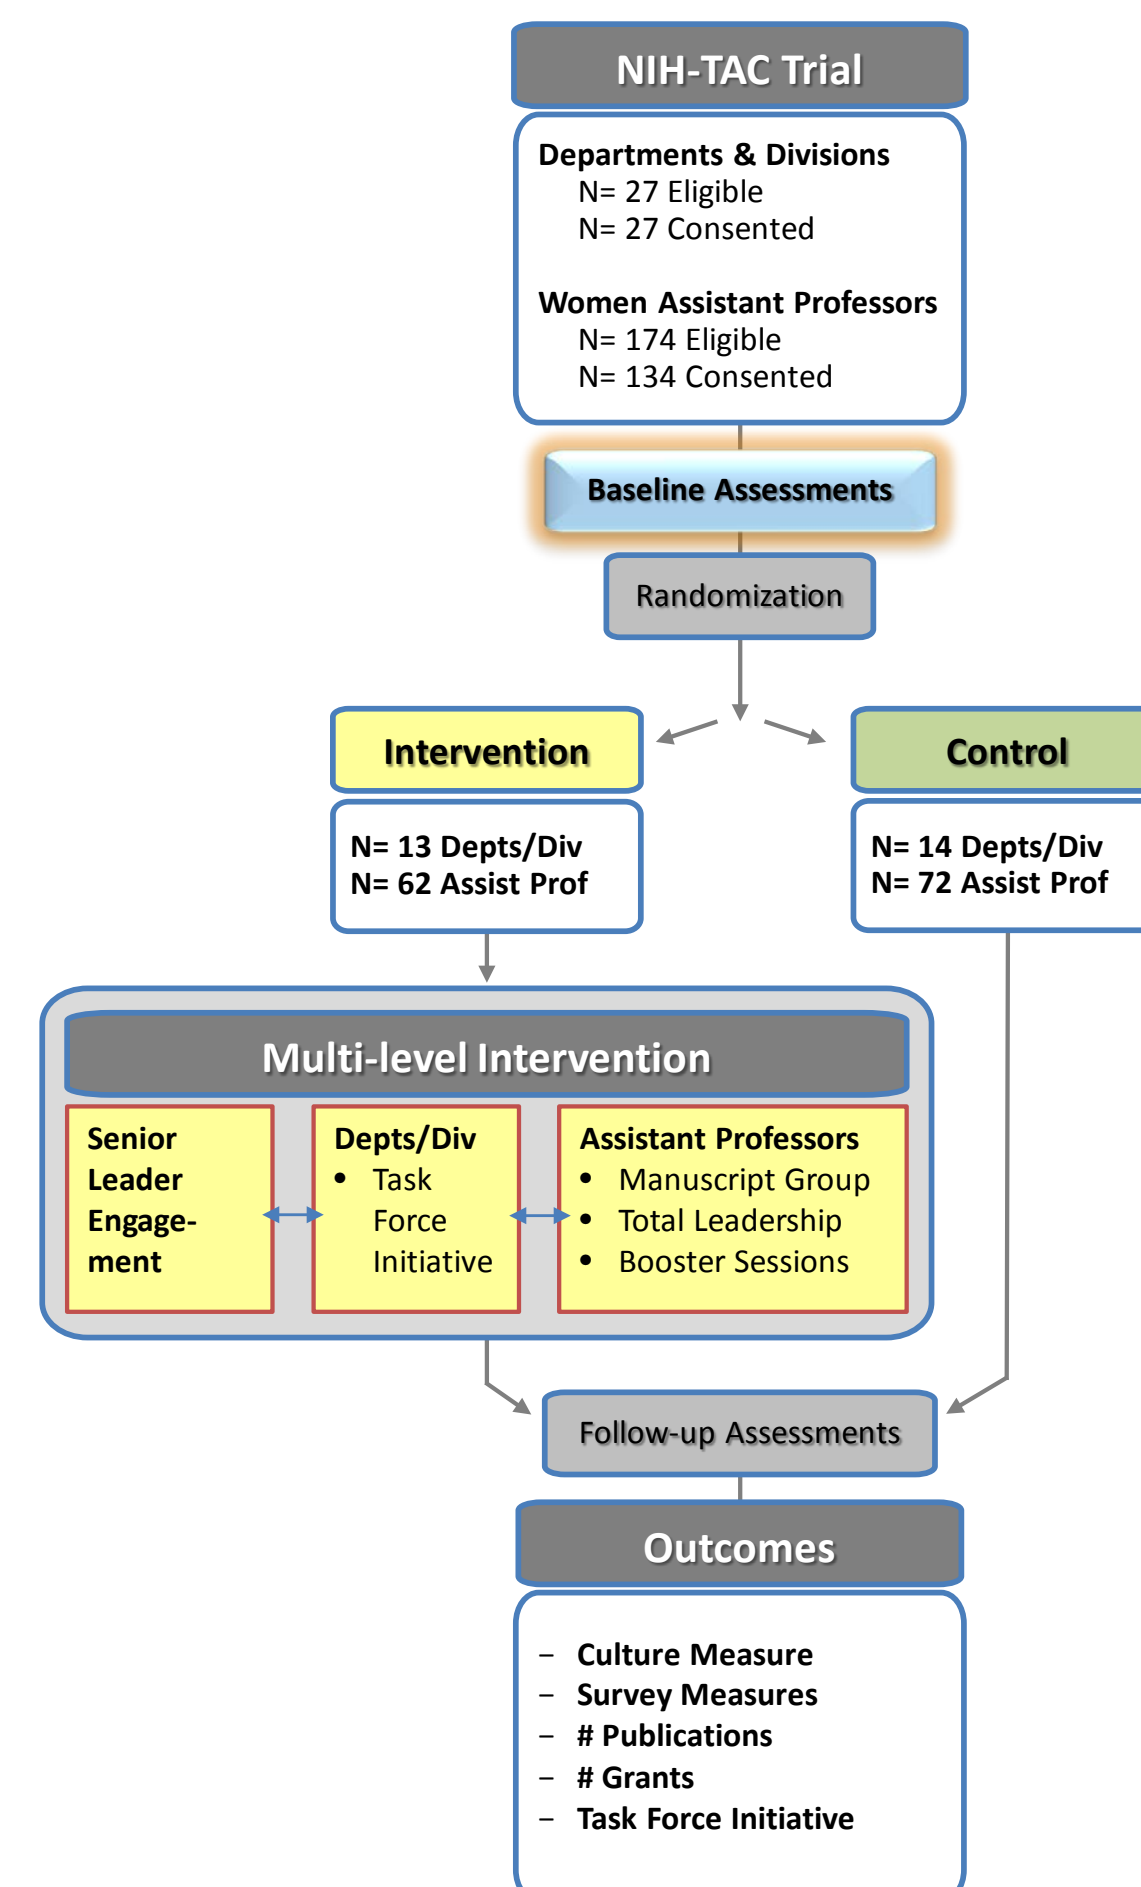 NIH-TAC Trial
Departments & Divisions
N= 27 Eligible
N= 27 Consented
Women Assistant Professors
N= 174 Eligible
N= 134 Consented
Baseline Assessments
Randomization
Intervention
N= 13 Depts/Div
N= 62 Assist Prof
Control
N= 14 Depts/Div
N= 72 Assist Prof
Multi-level Intervention
Senior
Leader
Engage-
ment
Depts/Div
• Task
Force
Initiative
Assistant Professors
• Manuscript Group
• Total Leadership
• Booster Sessions
Follow-up Assessments
Outcomes
– Culture Measure
– Survey Measures
– # Publications
– # Grants
– Task Force Initiative